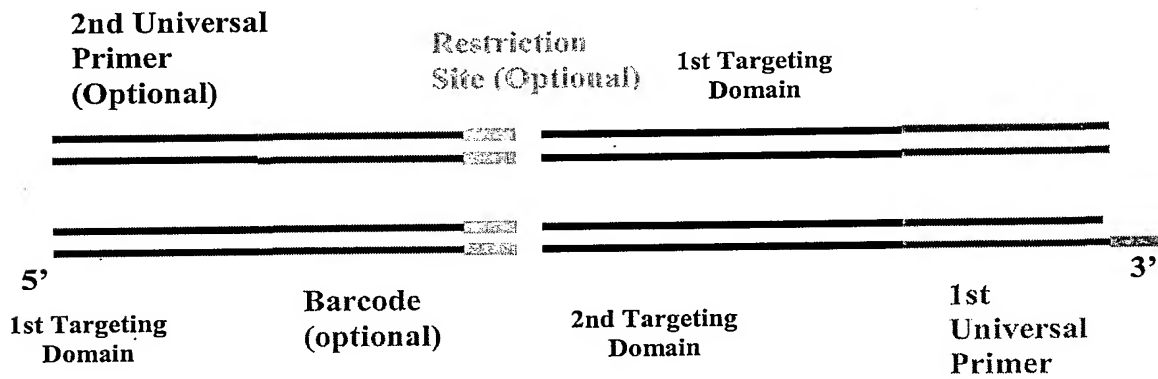 2nd Universal
Primer
(Optional)
Restriction
Site (Optional)
1st Targeting
Domain
5’
3’
1st Targeting
Domain
Barcode
(optional)
2nd Targeting
Domain
1st
Universal
Primer